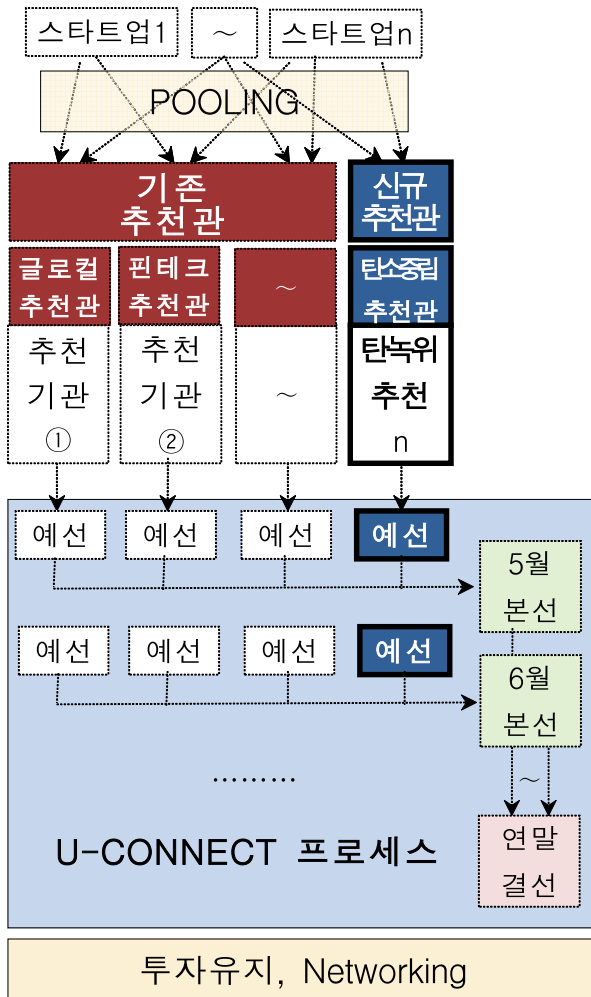 스타트업1 ~ 스타트업n
POOLING
기존
추천관
신규
추천관
글로컬
추천관
핀테크
추천관
~
탄소중립
추천관
추천
기관
①
추천
기관
②
~
탄녹위
추천
n
예선 예선 예선 예선
5월
본선
예선 예선 예선 예선
6월
본선
………
~
U-CONNECT 프로세스
연말
결선
투자유지, Networking